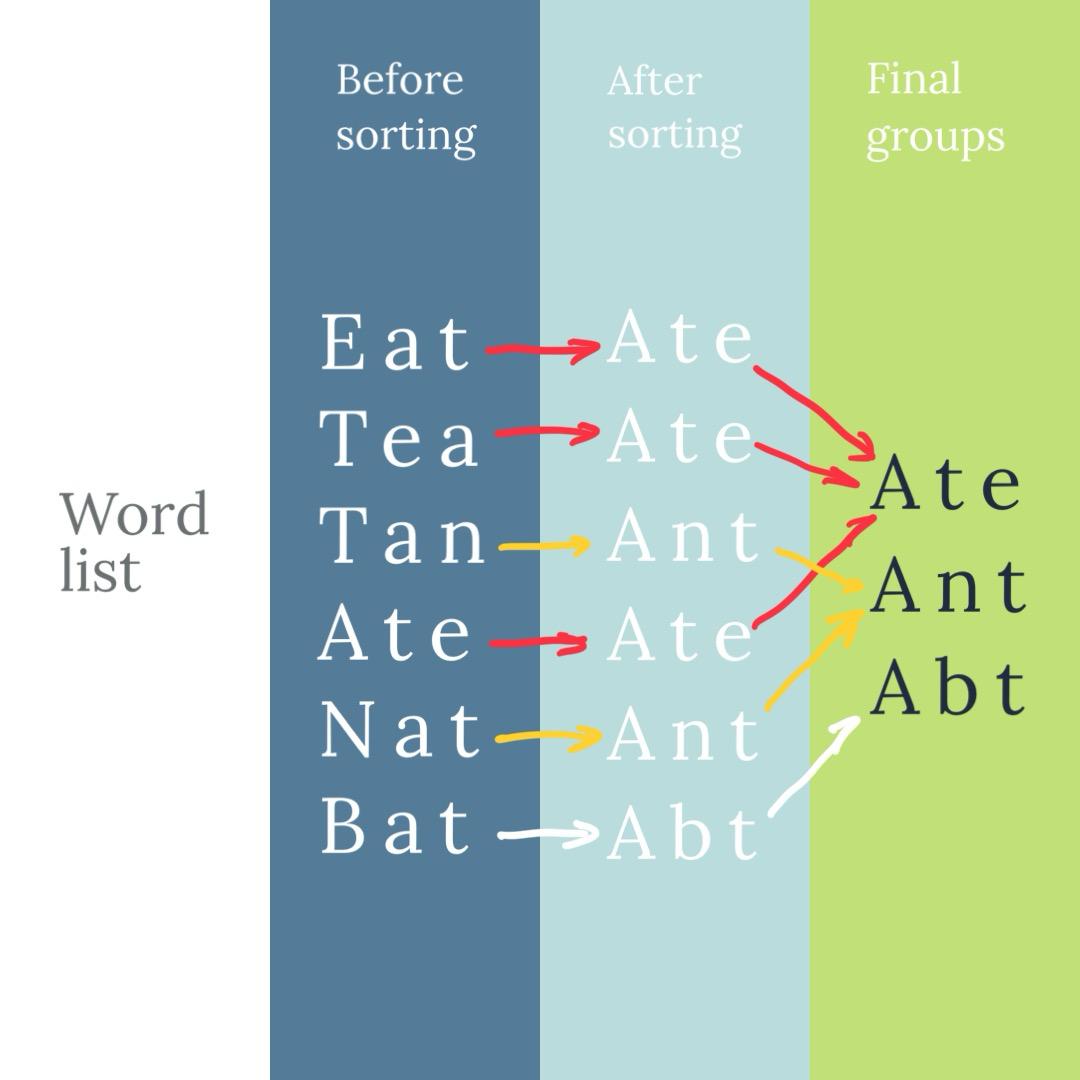 Before
sorting
After
sorting
Final
groups
Word
list
Eat
Tea
Tan
Ate
Nat
Bat
Ate
Ate
Ant
Ate
Ant
Abt
Ate
Ant
Abt